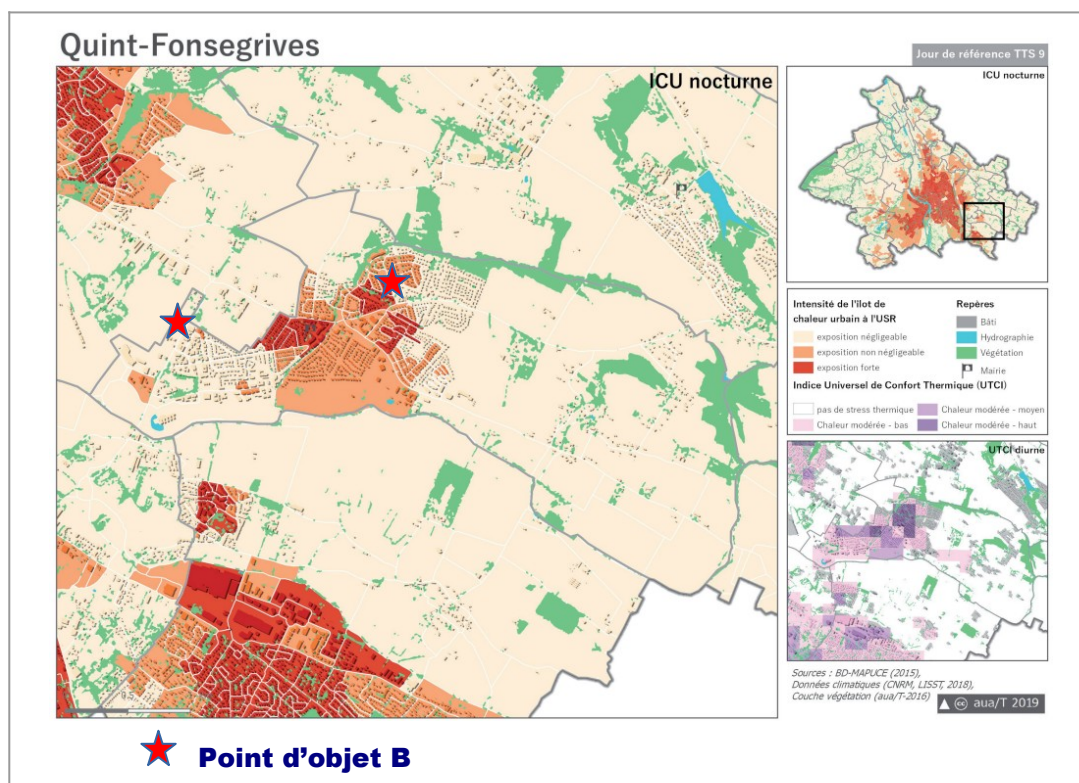 Quint-Fonsegrives
Jour de référence TTS 9
ICU nocturne
ICU nocturne
Intensité de l'îlot de
chaleur urbain à l'USR
exposition négligeable
exposition non négligeable
exposition forte
Repères
Bâti
Hydrographie
Végétation
Mairie
Indice Universel de Confort Thermique (UTCI)
pas de stress thermique
Chaleur modérée - bas
Chaleur modérée - moyen
Chaleur modérée - haut
UTCI diurne
0,5
Sources : BD-MAPUCE (2015),
Données climatiques (CNRM, LISST, 2018),
Couche végétation (aua/T-2016)
cc aua/T 2019
Point d'objet B